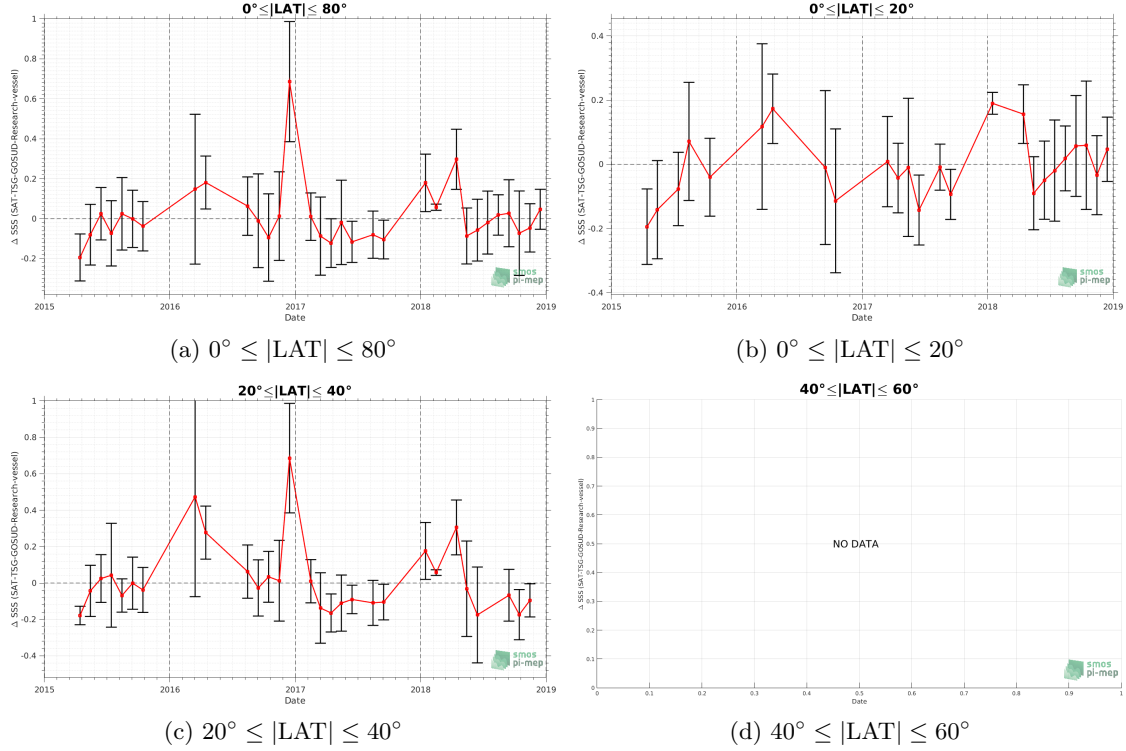 0°≤|LAT|≤ 80°
Δ SSS (SAT-TSG-GOSUD-Research-vessel)
1
0.8
0.6
0.4
0.2
0
-0.2
smos
pi-mep
2015 2016 2017 2018 2019
Date
(a) 0° ≤ |LAT| ≤ 80°
0°≤|LAT|≤ 20°
Δ SSS (SAT-TSG-GOSUD-Research-vessel)
0.4
0.2
0
-0.2
-0.4
smos
pi-mep
2015 2016 2017 2018 2019
Date
(b) 0° ≤ |LAT| ≤ 20°
20°≤|LAT|≤ 40°
Δ SSS (SAT-TSG-GOSUD-Research-vessel)
1
0.8
0.6
0.4
0.2
0
-0.2
-0.4
smos
pi-mep
2015 2016 2017 2018 2019
Date
(c) 20° ≤ |LAT| ≤ 40°
40°≤|LAT|≤ 60°
Δ SSS (SAT-TSG-GOSUD-Research-vessel)
1
0.9
0.8
0.7
0.6
0.5
0.4
0.3
0.2
0.1
0
NO DATA
smos
pi-mep
0 0.1 0.2 0.3 0.4 0.5 0.6 0.7 0.8 0.9 1
Date
(d) 40° ≤ |LAT| ≤ 60°